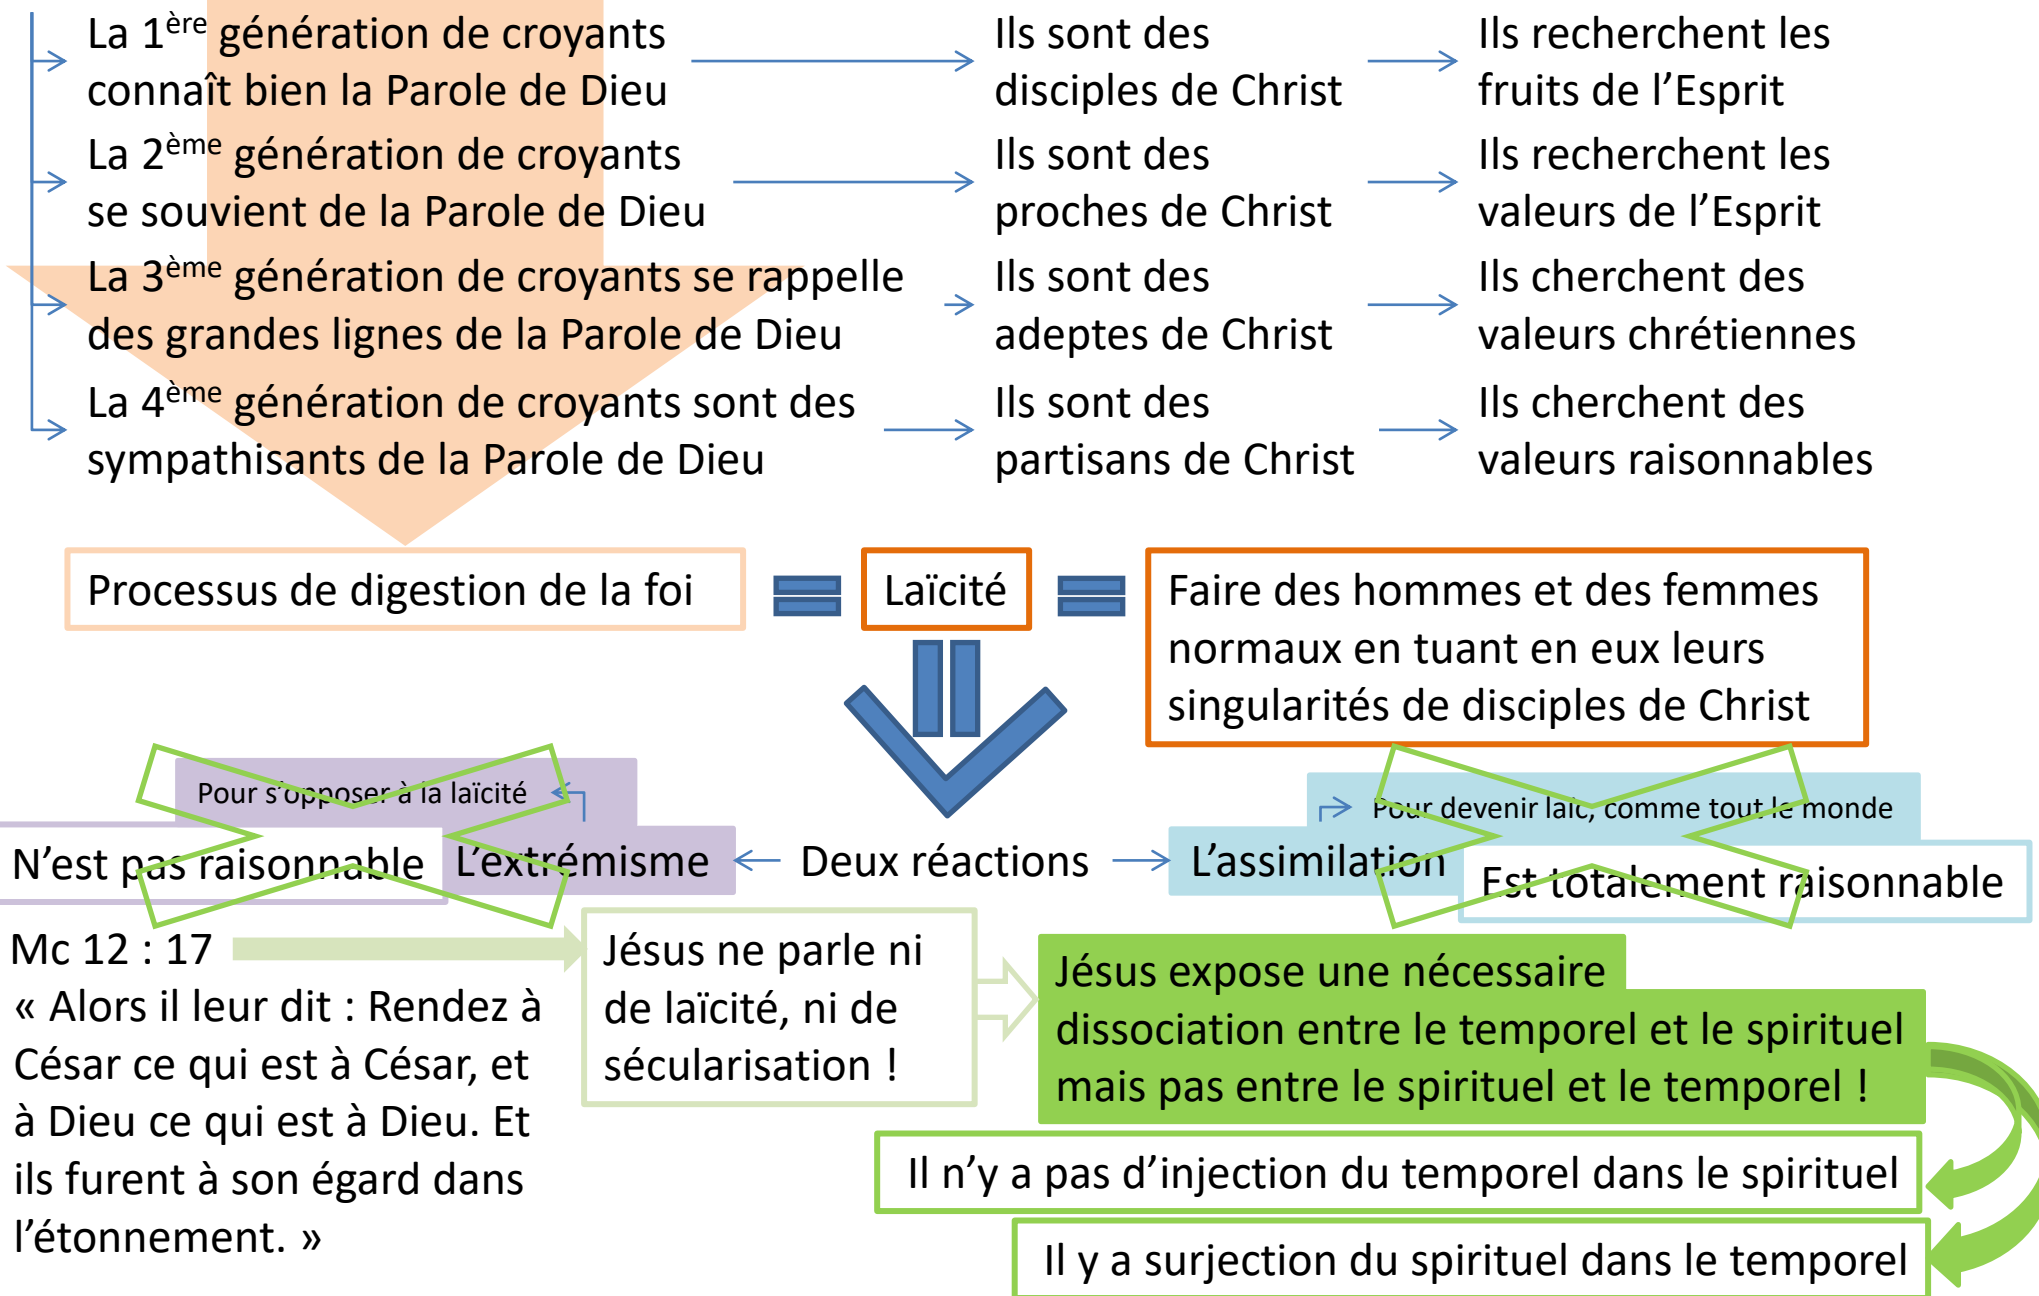 La 1ère génération de croyants
connaît bien la Parole de Dieu
Ils sont des
disciples de Christ
Ils recherchent les
fruits de l’Esprit
La 2ème génération de croyants
se souvient de la Parole de Dieu
Ils sont des
proches de Christ
Ils recherchent les
valeurs de l’Esprit
La 3ème génération de croyants se rappelle
des grandes lignes de la Parole de Dieu
Ils sont des
adeptes de Christ
Ils cherchent des
valeurs chrétiennes
La 4ème génération de croyants sont des
sympathisants de la Parole de Dieu
Ils sont des
partisans de Christ
Ils cherchent des
valeurs raisonnables
Processus de digestion de la foi
Laïcité
Faire des hommes et des femmes
normaux en tuant en eux leurs
singularités de disciples de Christ
Pour s’opposer à la laïcité
N’est pas raisonnable
L’extrémisme
Deux réactions
L’assimilation
Pour devenir laïc, comme tout le monde
Est totalement raisonnable
Mc 12 : 17
« Alors il leur dit : Rendez à
César ce qui est à César, et
à Dieu ce qui est à Dieu. Et
ils furent à son égard dans
l’étonnement. »
Jésus ne parle ni
de laïcité, ni de
sécularisation !
Jésus expose une nécessaire
dissociation entre le temporel et le spirituel
mais pas entre le spirituel et le temporel !
Il n’y a pas d’injection du temporel dans le spirituel
Il y a surjection du spirituel dans le temporel